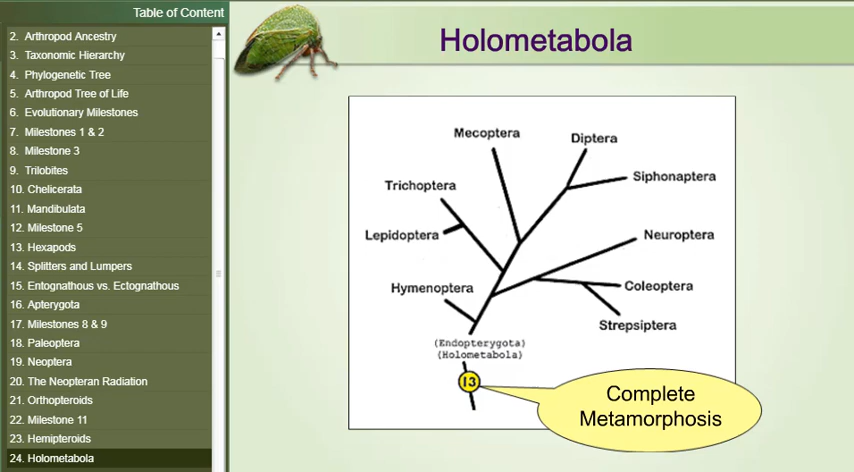 Table of Content
2. Arthropod Ancestry
3. Taxonomic Hierarchy
4. Phylogenetic Tree
5. Arthropod Tree of Life
6. Evolutionary Milestones
7. Milestones 1 & 2
8. Milestone 3
9. Trilobites
10. Chelicerata
11. Mandibulata
12. Milestone 5
13. Hexapods
14. Splitters and Lumpers
15. Entognathous vs. Ectognathous
16. Apterygota
17. Milestones 8 & 9
18. Paleoptera
19. Neoptera
20. The Neopteran Radiation
21. Orthopteroids
22. Milestone 11
23. Hemipteroids
24. Holometabola
Holometabola
Mecoptera
Diptera
Trichoptera
Siphonaptera
Lepidoptera
Neuroptera
Hymenoptera
Coleoptera
Strepsiptera
(Endopterygota)
{Holometabola}
13
Complete
Metamorphosis